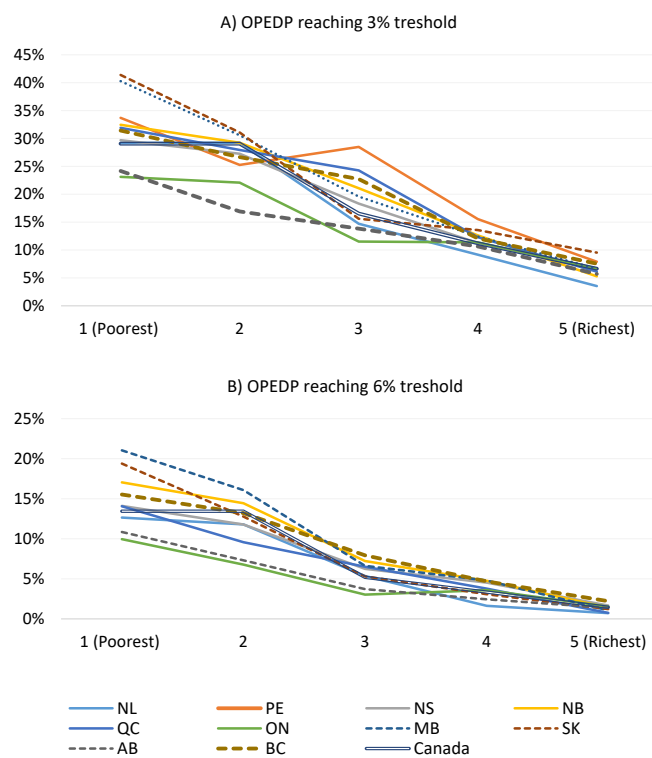 A) OPEDP reaching 3% treshold
45%
40%
35%
30%
25%
20%
15%
10%
5%
0%
1 (Poorest) 2 3 4 5 (Richest)
B) OPEDP reaching 6% treshold
25%
20%
15%
10%
5%
0%
1 (Poorest) 2 3 4 5 (Richest)
NL PE NS NB
QC ON MB SK
AB BC Canada